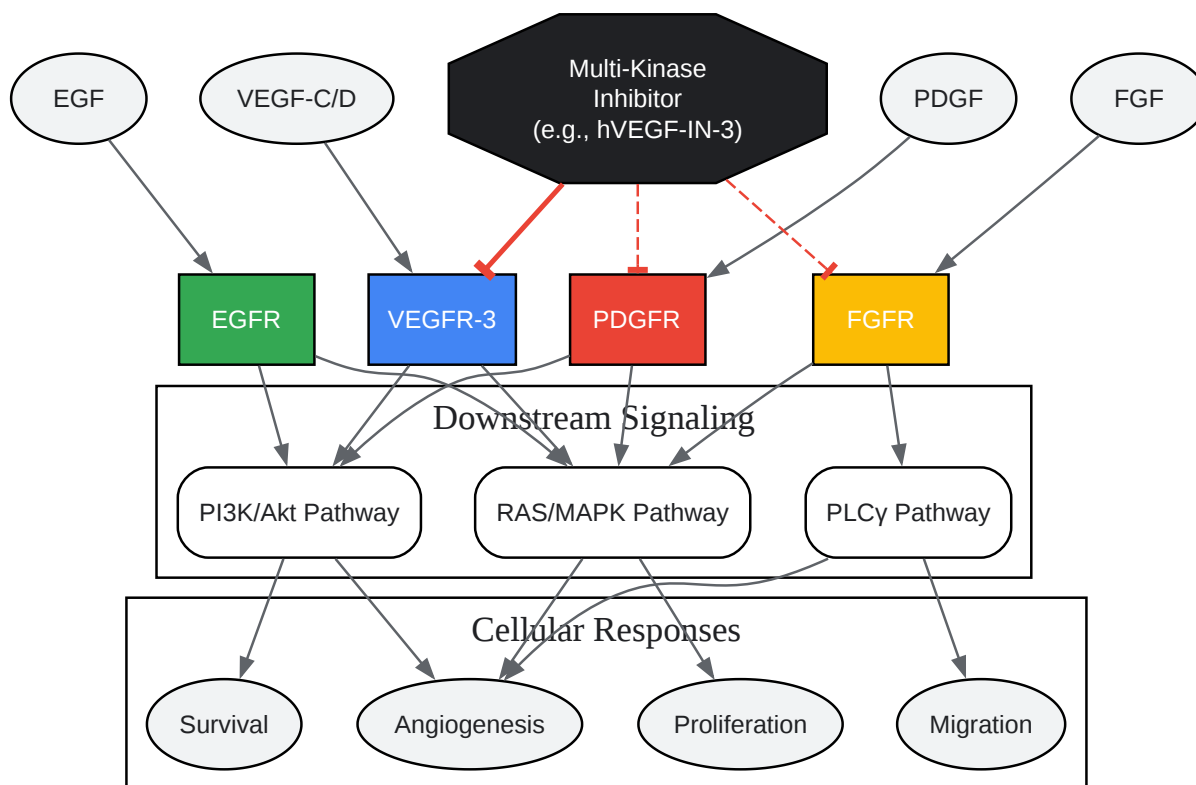 EGF
VEGF-C/D
Multi-Kinase
Inhibitor
(e.g., hVEGF-IN-3)
PDGF
FGF
EGFR
VEGFR-3
PDGFR
FGFR
Downstream Signaling
PI3K/Akt Pathway
RAS/MAPK Pathway
PLCγ Pathway
Cellular Responses
Survival
Angiogenesis
Proliferation
Migration